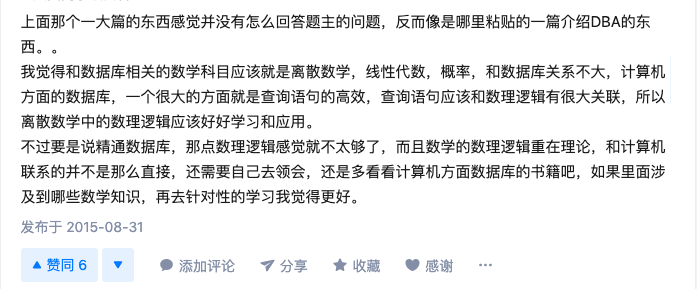 上面那个一大篇的东西感觉并没有怎么回答题主的问题，反而像是哪里粘贴的一篇介绍DBA的东
西。。
我觉得和数据库相关的数学科目应该就是离散数学，线性代数，概率，和数据库关系不大，计算机
方面的数据库，一个很大的方面就是查询语句的高效，查询语句应该和数理逻辑有很大关联，所以
离散数学中的数理逻辑应该好好学习和应用。
不过要是说精通数据库，那点数理逻辑感觉就不太够了，而且数学的数理逻辑重在理论，和计算机
联系的并不是那么直接，还需要自己去领会，还是多看看计算机方面数据库的书籍吧，如果里面涉
及到哪些数学知识，再去针对性的学习我觉得更好。
发布于 2015-08-31
赞同 6 添加评论 分享 收藏 感谢 ···